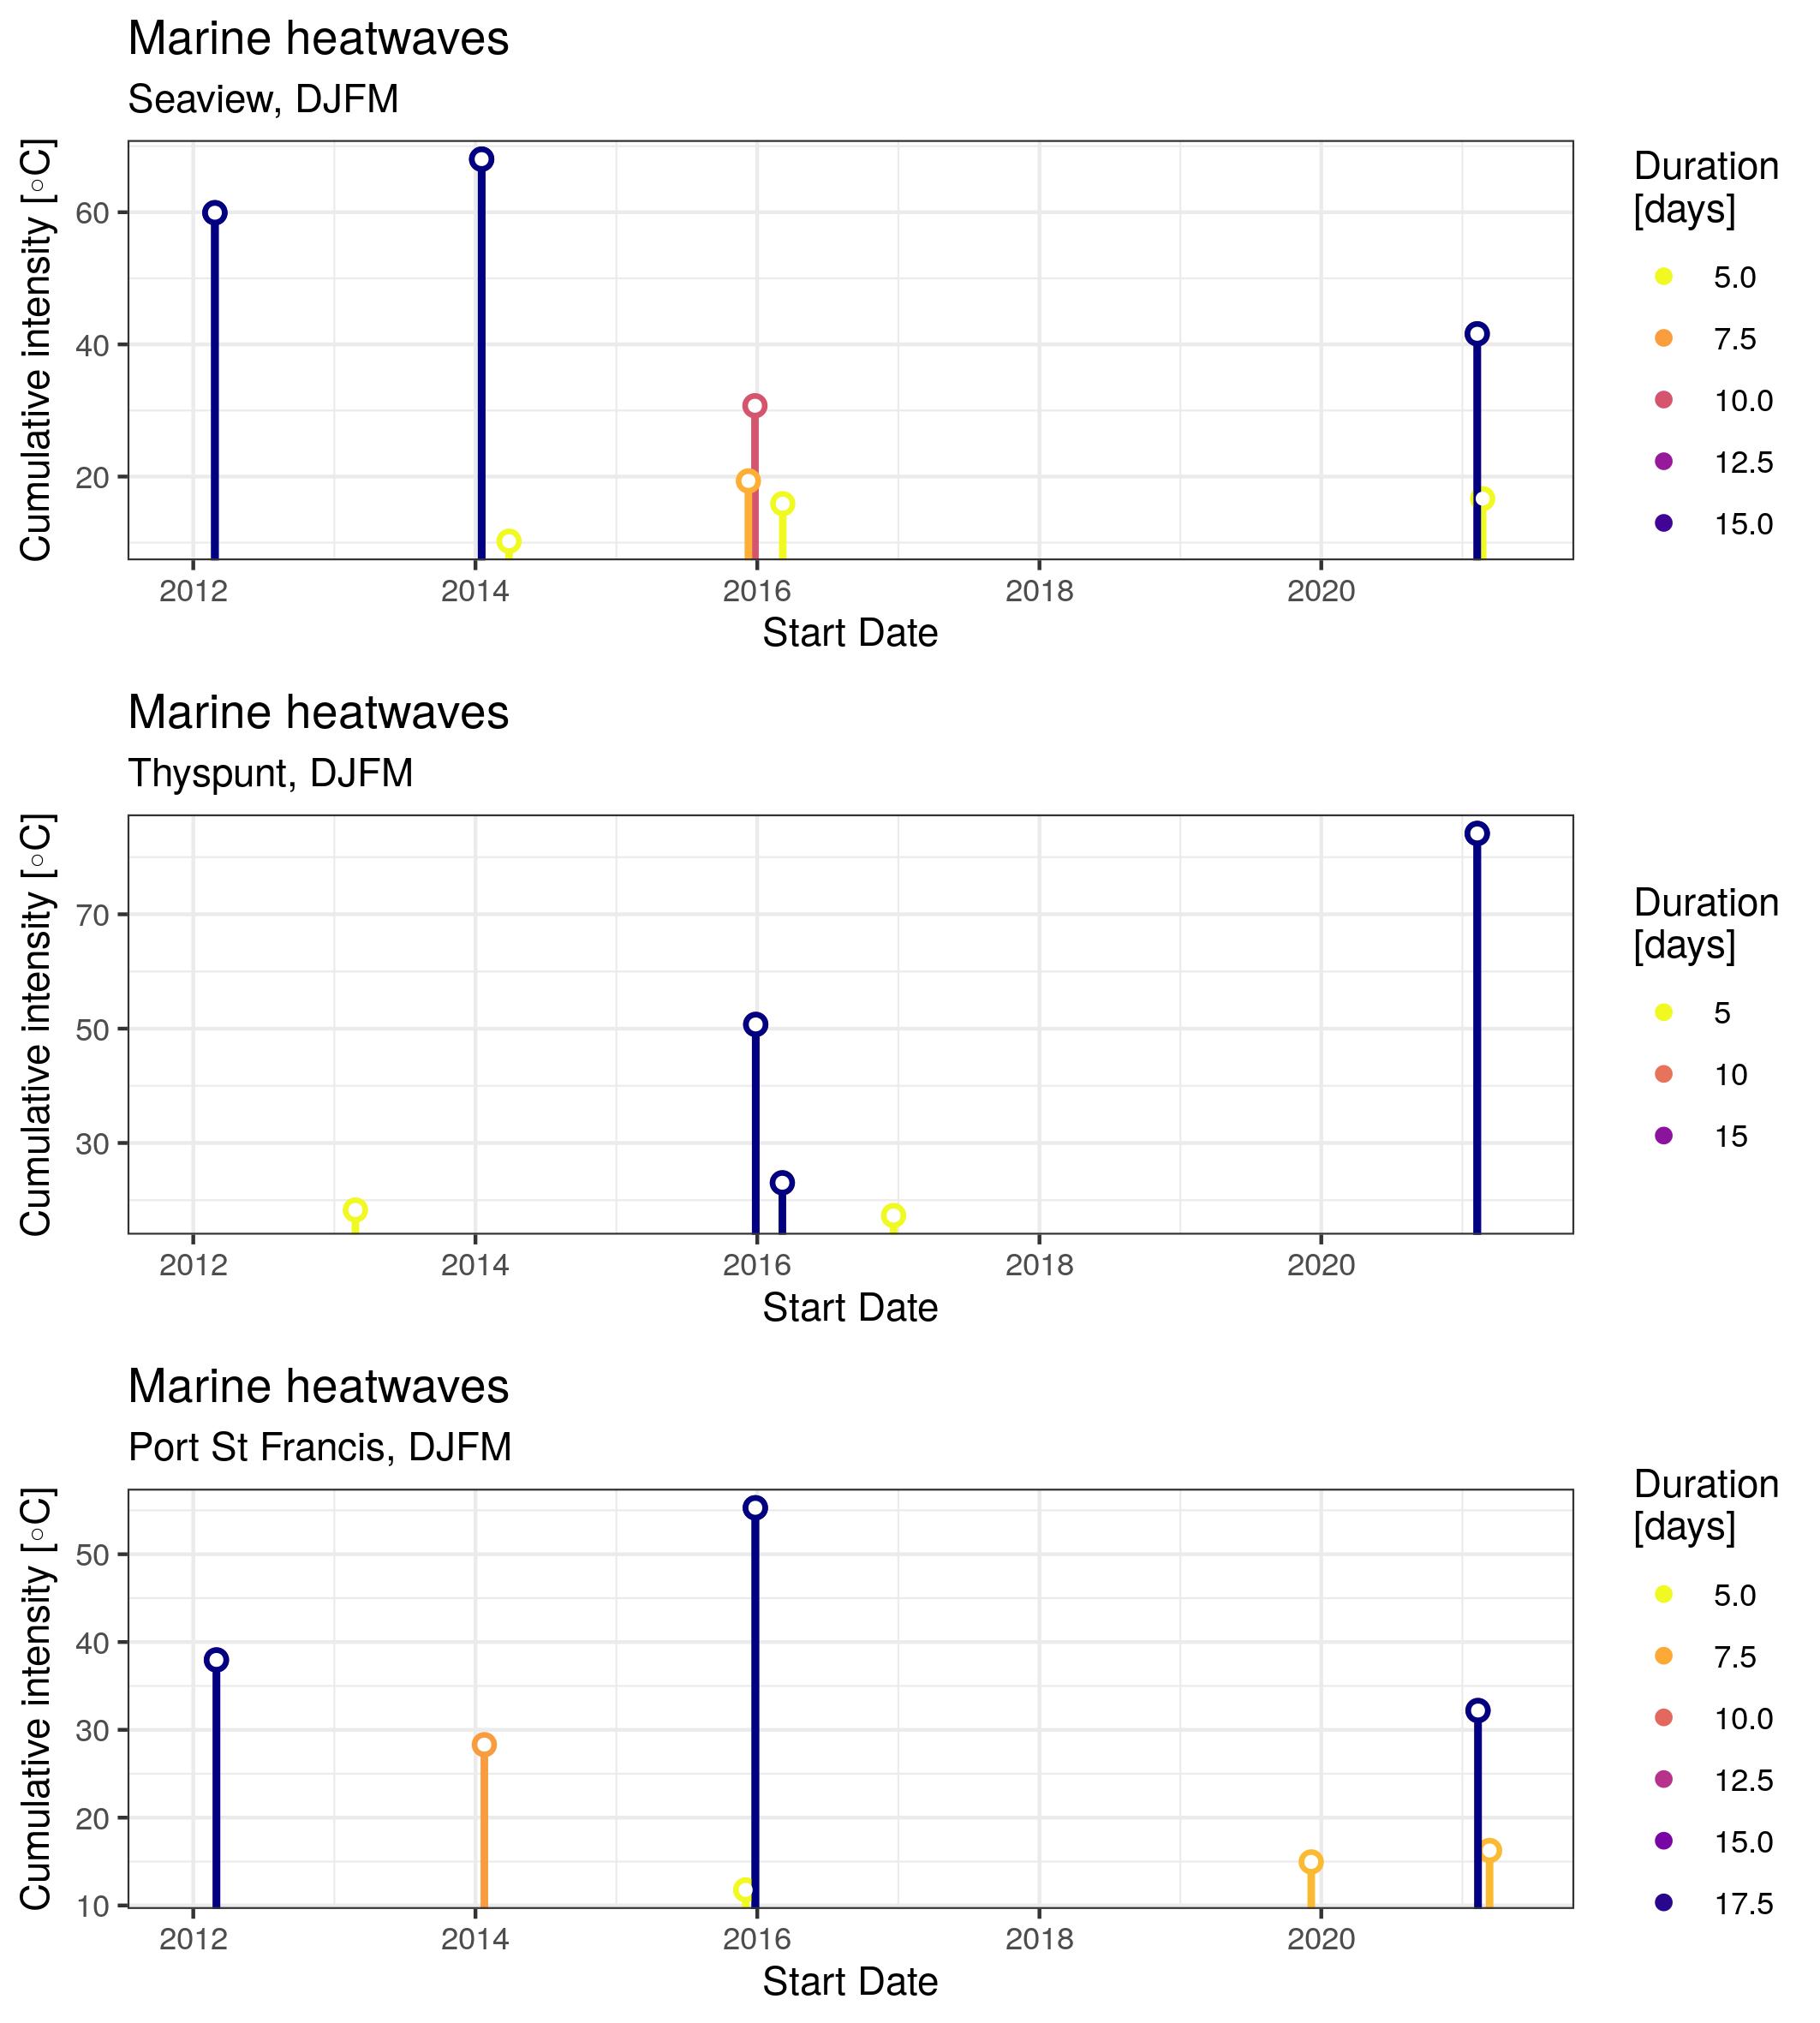 Marine heatwaves
Seaview, DJFM
Cumulative intensity [◦C]
60
40
20
2012 2014 2016 2018 2020
Start Date
Duration
[days]
5.0
7.5
10.0
12.5
15.0
Marine heatwaves
Thyspunt, DJFM
Cumulative intensity [◦C]
70
50
30
2012 2014 2016 2018 2020
Start Date
Duration
[days]
5
10
15
Marine heatwaves
Port St Francis, DJFM
Cumulative intensity [◦C]
50
40
30
20
10
2012 2014 2016 2018 2020
Start Date
Duration
[days]
5.0
7.5
10.0
12.5
15.0
17.5